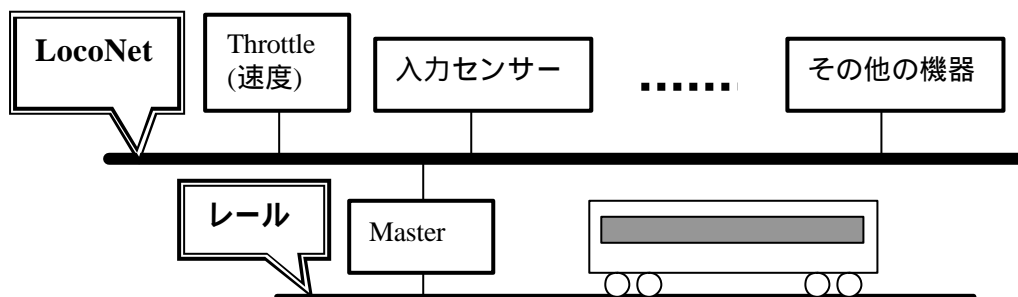 LocoNet
Throttle
(速度)
入力センサー
その他の機器
レール
Master